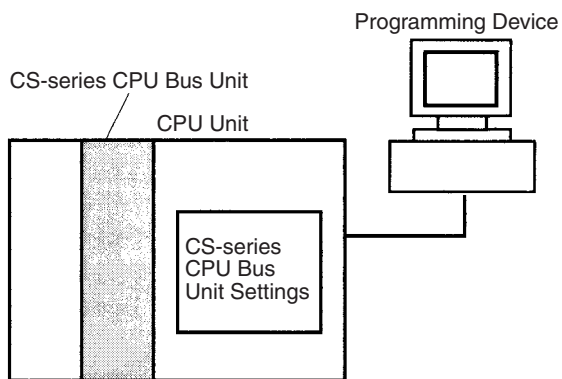 Programming Device
CS-series CPU Bus Unit
CPU Unit
CS-series
CPU Bus
Unit Settings